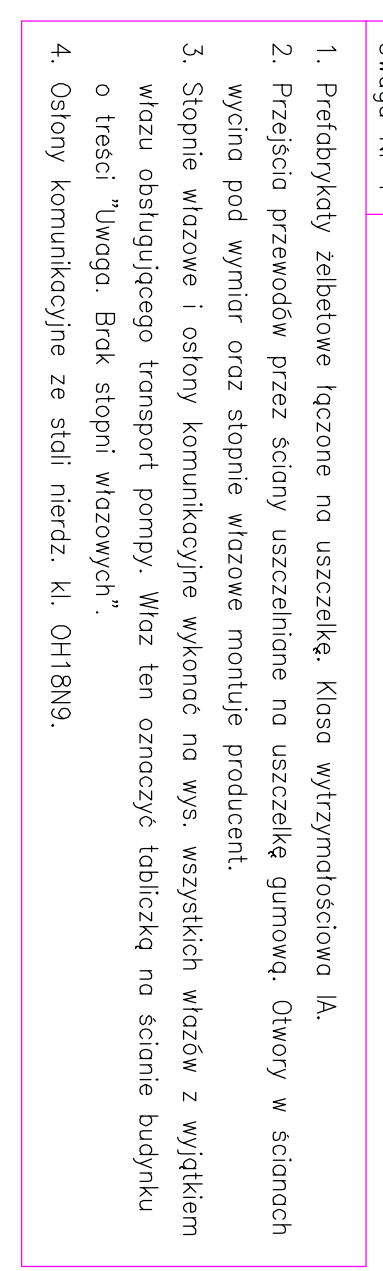 1. Prefabrykaty żelbetowe łączone na uszczelkę. Klasa wytrzymałościowa IA.
2. Przejścia przewodów przez ściany uszczelniane na uszczelkę gumową. Otwory w ścianach
wycina pod wymiar oraz stopnie włazowe montuje producent.
3. Stopnie włazowe i osłony komunikacyjne wykonać na wys. wszystkich włazów z wyjątkiem
włazu obsługującego transport pompy. Właz ten oznaczyć tabliczką na ścianie budynku
o treści "Uwaga. Brak stopni włazowych".
4. Osłony komunikacyjne ze stali nierdz. kl. OH18N9.